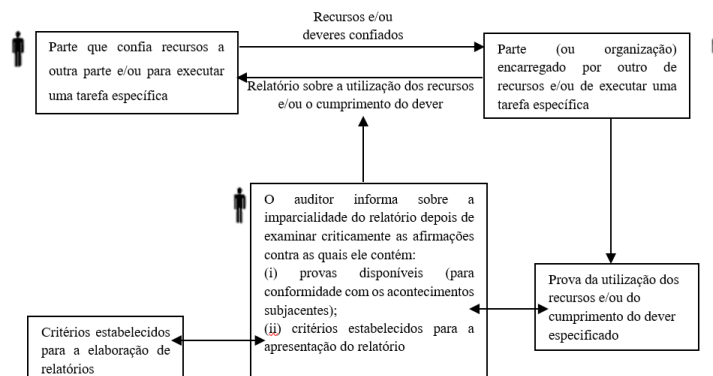 Recursos e/ou
deveres confiados
Parte que confia recursos a
outra parte e/ou para executar
uma tarefa específica
Parte (ou organização)
encarregado por outro de
recursos e/ou de executar uma
tarefa específica
Relatório sobre a utilização dos recursos
e/ou o cumprimento do dever
O auditor informa sobre a
imparcialidade do relatório depois de
examinar criticamente as afirmações
contra as quais ele contém:
(i) provas disponíveis (para
conformidade com os acontecimentos
subjacentes);
(ii) critérios estabelecidos para a
apresentação do relatório
Prova da utilização dos
recursos e/ou do
cumprimento do dever
especificado
Critérios estabelecidos
para a elaboração de
relatórios